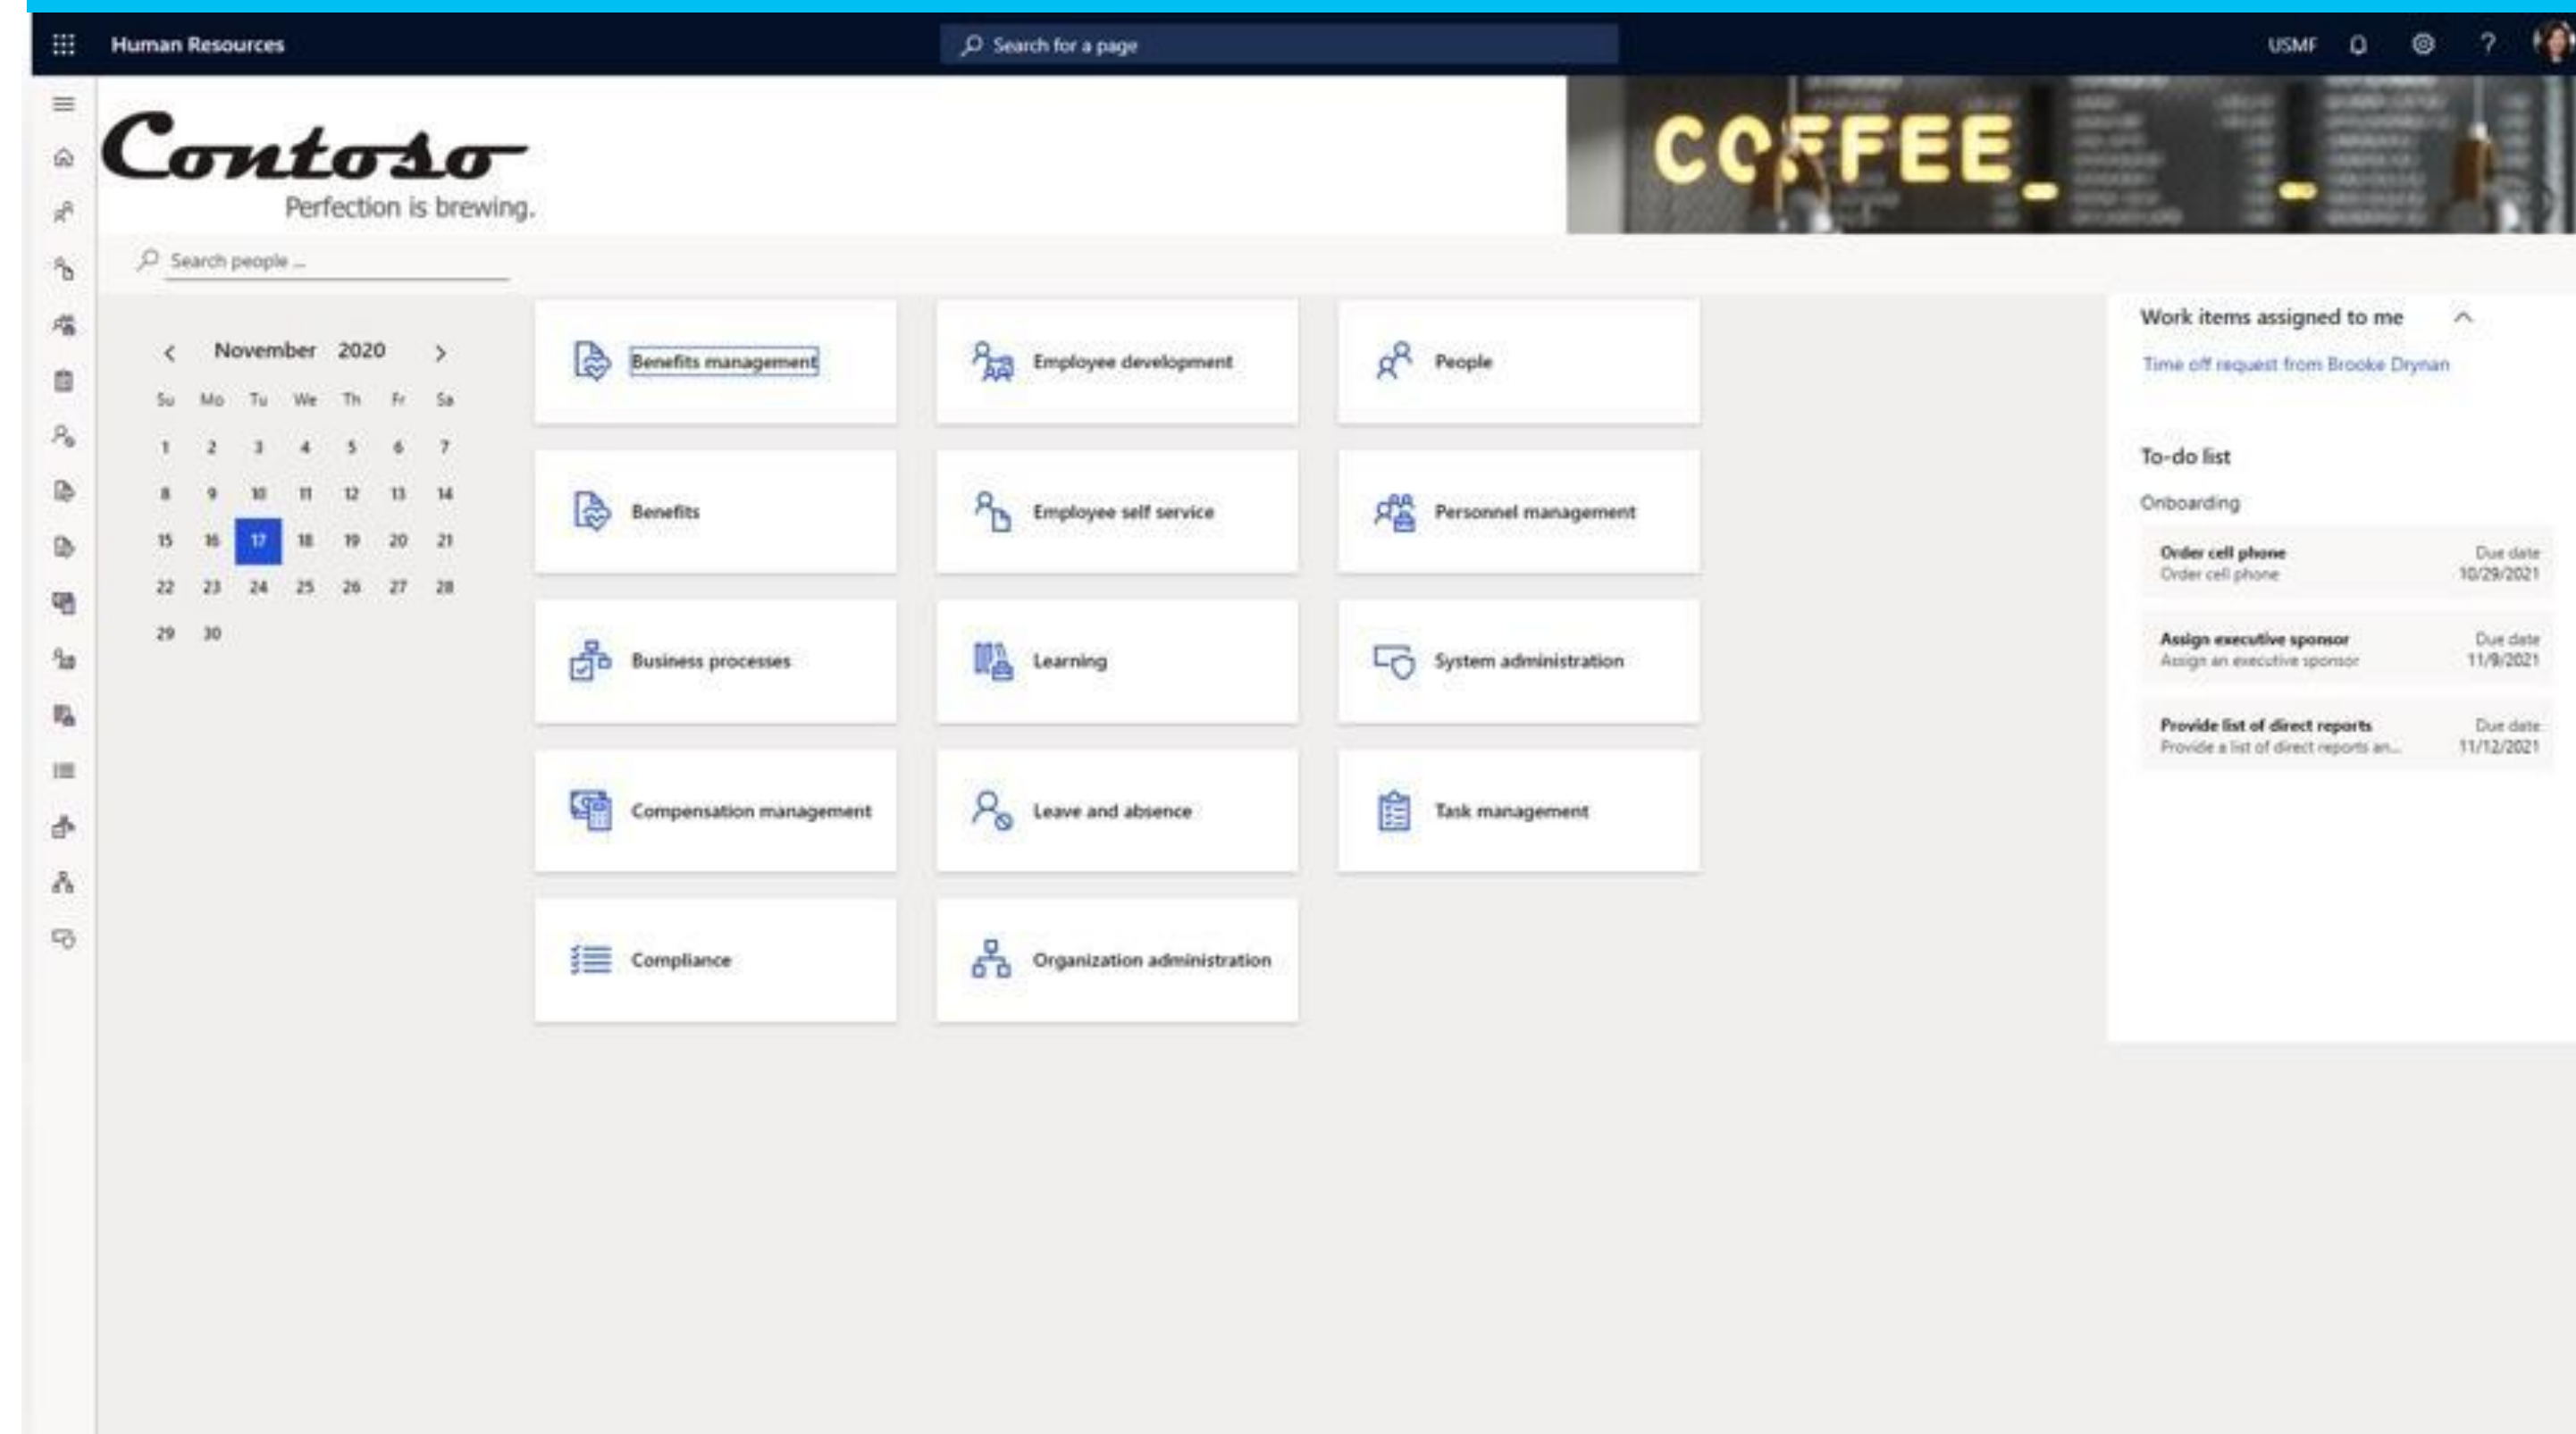 Human Resources
Search for a page
USMF
?
Contoso
Perfection is brewing.
COFFEE_
Search people ...
November 2020
Su Mo Tu We Th Fr Sa
1 2 3 4 5 6 7
8 9 10 11 12 13 14
15 16 17 18 19 20 21
22 23 24 25 26 27 28
29 30
Benefits management
Employee development
People
Benefits
Employee self service
Personnel management
Business processes
Learning
System administration
Compensation management
Leave and absence
Task management
Compliance
Organization administration
Work items assigned to me
Time off request from Brooke Drynan
To-do list
Onboarding
Order cell phone Due date
Order cell phone 10/29/2021
Assign executive sponsor Due date
Assign an executive sponsor 11/9/2021
Provide list of direct reports Due date
Provide a list of direct reports an... 11/12/2021